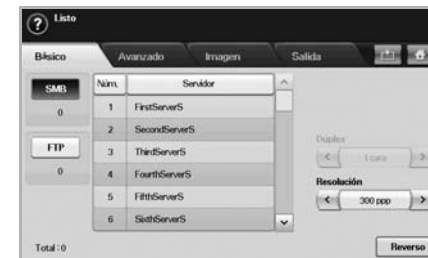 Listo
Básico Avanzado Imagen Salida
SMB
0
FTP
0
Núm. Servidor
1 FirstServerS
2 SecondServerS
3 ThirdServerS
4 FourthServerS
5 FifthServerS
6 SixthServerS
Dúplex
1 cara
Resolución
300 ppp
Total : 0
Reverso